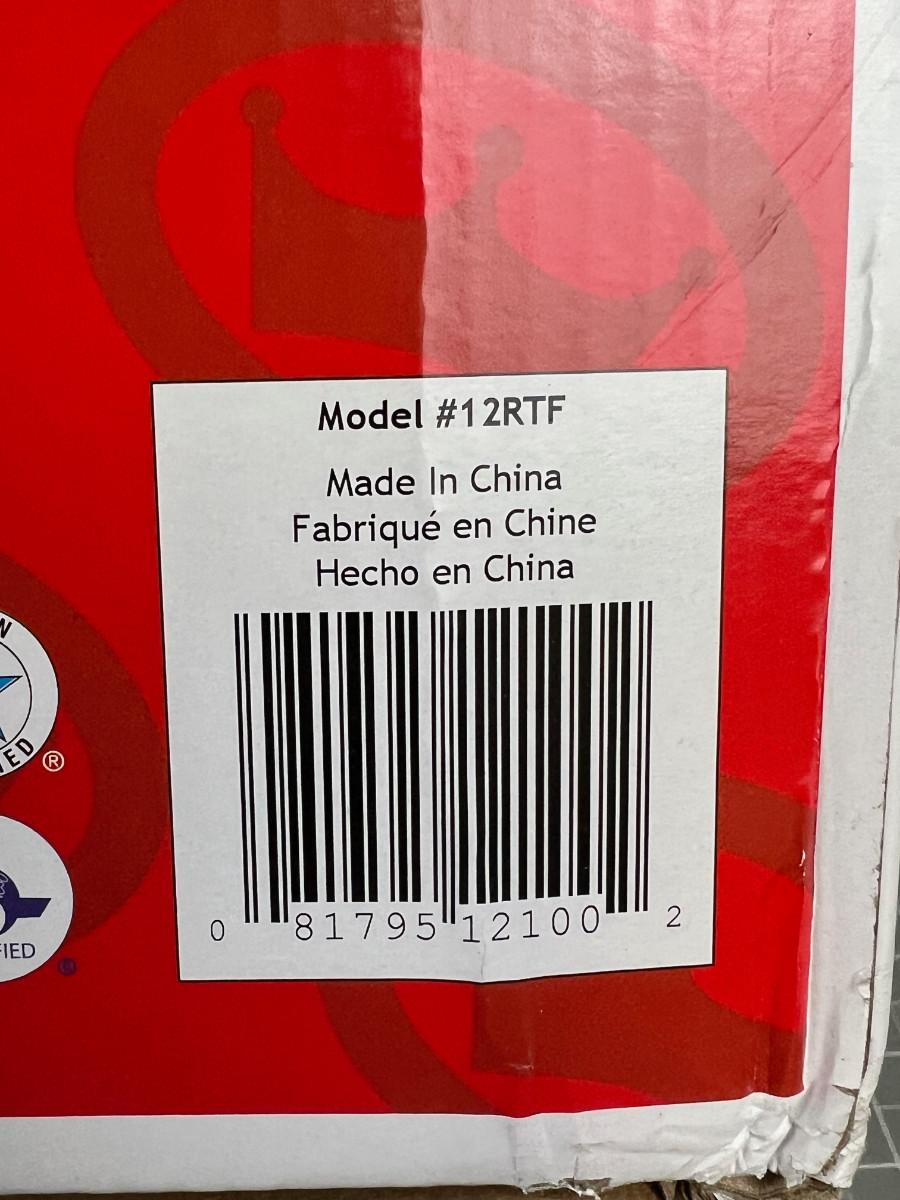 Model #12RTF
Made In China
Fabriqué en Chine
Hecho en China
®
0 81795 12100 2